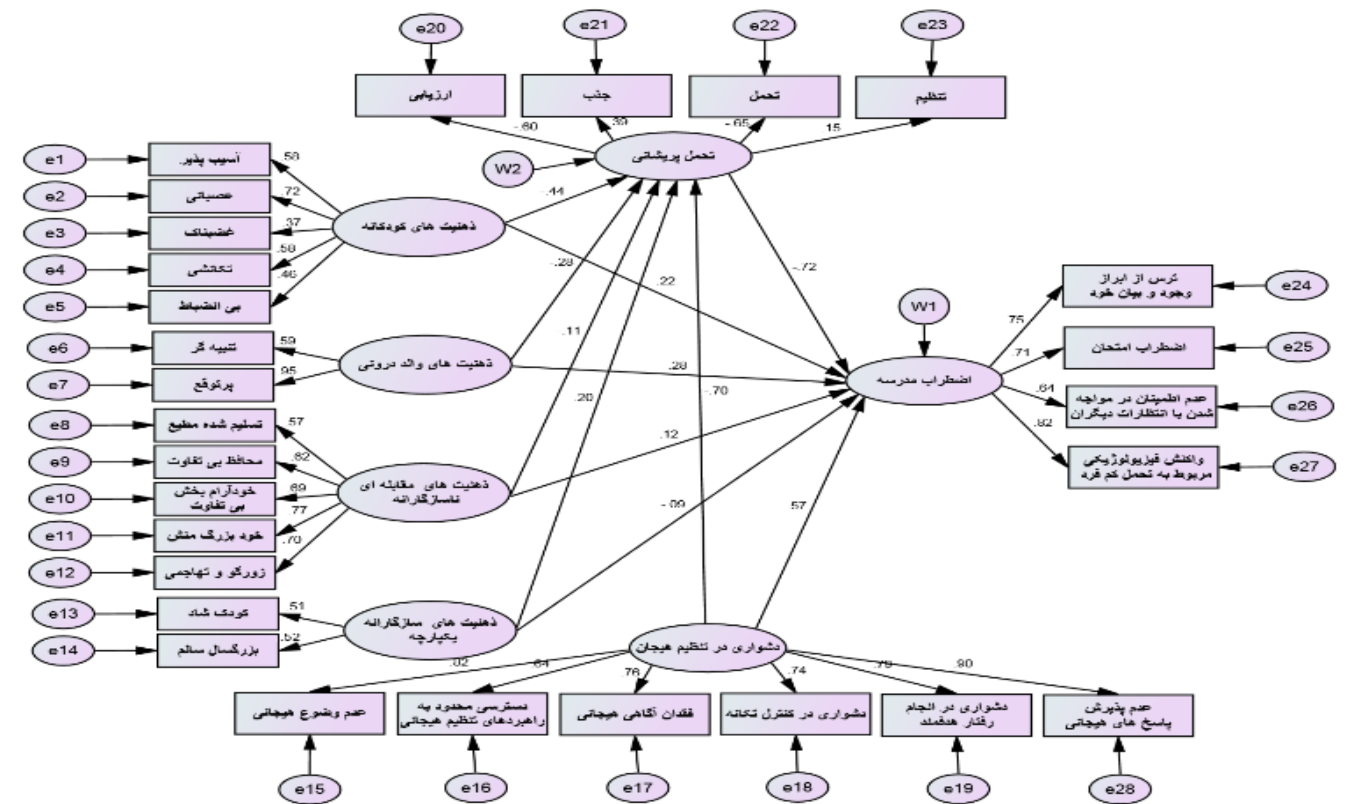 e20
e21
e22
e23
ارزیابی
جذب
تحمل
تنظیم
-.60
.39
-.65
.15
تحمل پریشانی
W2
e1
آسیب پذیر.
.58
e2
عصبانی
.72
e3
غضبناک
.37
e4
تکانشی
.58
e5
بی انضباط
.46
ذهنیت های کودکانه
-.44
.22
-.28
-.72
e6
تنبیه گر
.59
e7
پرتوقع
.95
ذهنیت های والد درونی
.28
-.11
-.70
.20
W1
اضطراب مدرسه
.75
ترس از ابراز
وجود و بیان خود
e24
.71
اضطراب امتحان
e25
.64
عدم اطمینان در مواجه
شدن با انتظارات دیگران
e26
.82
واکنش فیزیولوژیکی
مربوط به تحمل کم فرد
e27
e8
تسلیم شده مطیع
.57
e9
محافظ بی تفاوت
.62
e10
خودآرام بخش
بی تفاوت
.69
e11
خود بزرگ منش
.77
e12
زورگو و تهاجمی
.70
ذهنیت های مقابله ای
ناسازگارانه
.12
-.09
.57
e13
کودک شاد
.51
e14
بزرگسال سالم
.52
ذهنیت های سازگارانه
یکپارچه
دشواری در تنظیم هیجان
.82
.64
.76
.74
.90
عدم وضوح هیجانی
دسترسی محدود به
راهبردهای تنظیم هیجانی
فقدان آگاهی هیجانی
دشواری در کنترل تکانه
دشواری در انجام
رفتار هدفمند
عدم پذیرش
پاسخ های هیجانی
e15
e16
e17
e18
e19
e28